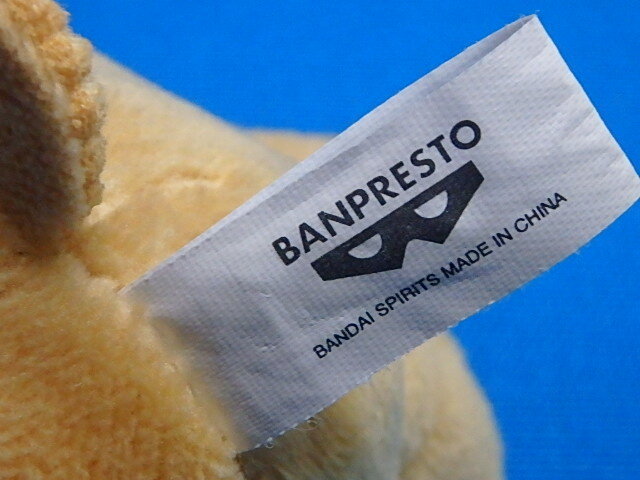 BANPRESTO
BANDAI SPIRITS MADE IN CHINA